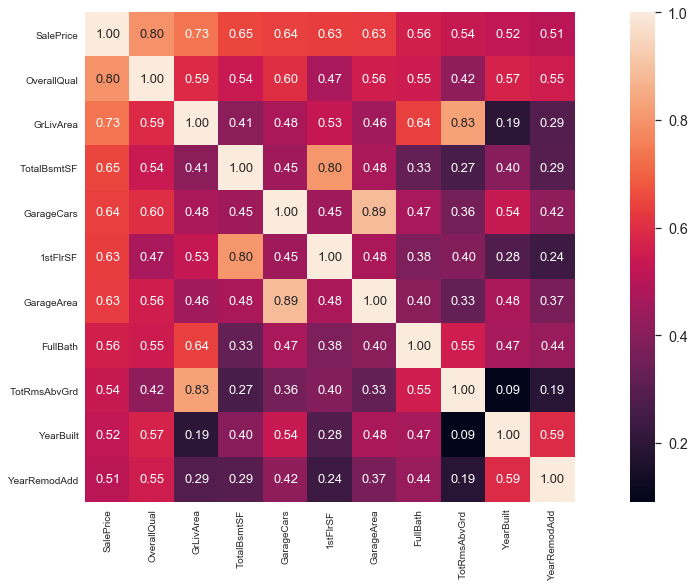 SalePrice 1.00 0.80 0.73 0.65 0.64 0.63 0.63 0.56 0.54 0.52 0.51
OverallQual 0.80 1.00 0.59 0.54 0.60 0.47 0.56 0.55 0.42 0.57 0.55
GrLivArea 0.73 0.59 1.00 0.41 0.48 0.53 0.46 0.64 0.83 0.19 0.29
TotalBsmtSF 0.65 0.54 0.41 1.00 0.45 0.80 0.48 0.33 0.27 0.40 0.29
GarageCars 0.64 0.60 0.48 0.45 1.00 0.45 0.89 0.47 0.36 0.54 0.42
1stFlrSF 0.63 0.47 0.53 0.80 0.45 1.00 0.48 0.38 0.40 0.28 0.24
GarageArea 0.63 0.56 0.46 0.48 0.89 0.48 1.00 0.40 0.33 0.48 0.37
FullBath 0.56 0.55 0.64 0.33 0.47 0.38 0.40 1.00 0.55 0.47 0.44
TotRmsAbvGrd 0.54 0.42 0.83 0.27 0.36 0.40 0.33 0.55 1.00 0.09 0.19
YearBuilt 0.52 0.57 0.19 0.40 0.54 0.28 0.48 0.47 0.09 1.00 0.59
YearRemodAdd 0.51 0.55 0.29 0.29 0.42 0.24 0.37 0.44 0.19 0.59 1.00
SalePrice
OverallQual
GrLivArea
TotalBsmtSF
GarageCars
1stFlrSF
GarageArea
FullBath
TotRmsAbvGrd
YearBuilt
YearRemodAdd
1.0
0.8
0.6
0.4
0.2